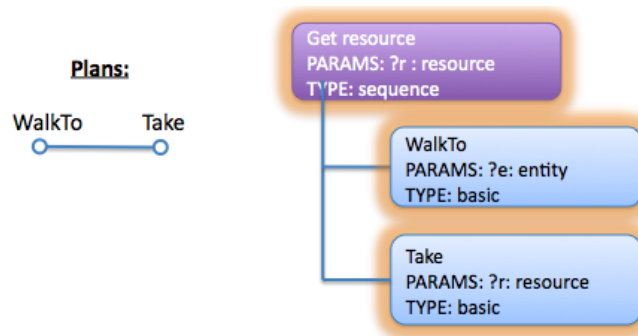 Plans:
WalkTo Take
Get resource
PARAMS: ?r : resource
TYPE: sequence
WalkTo
PARAMS: ?e: entity
TYPE: basic
Take
PARAMS: ?r: resource
TYPE: basic